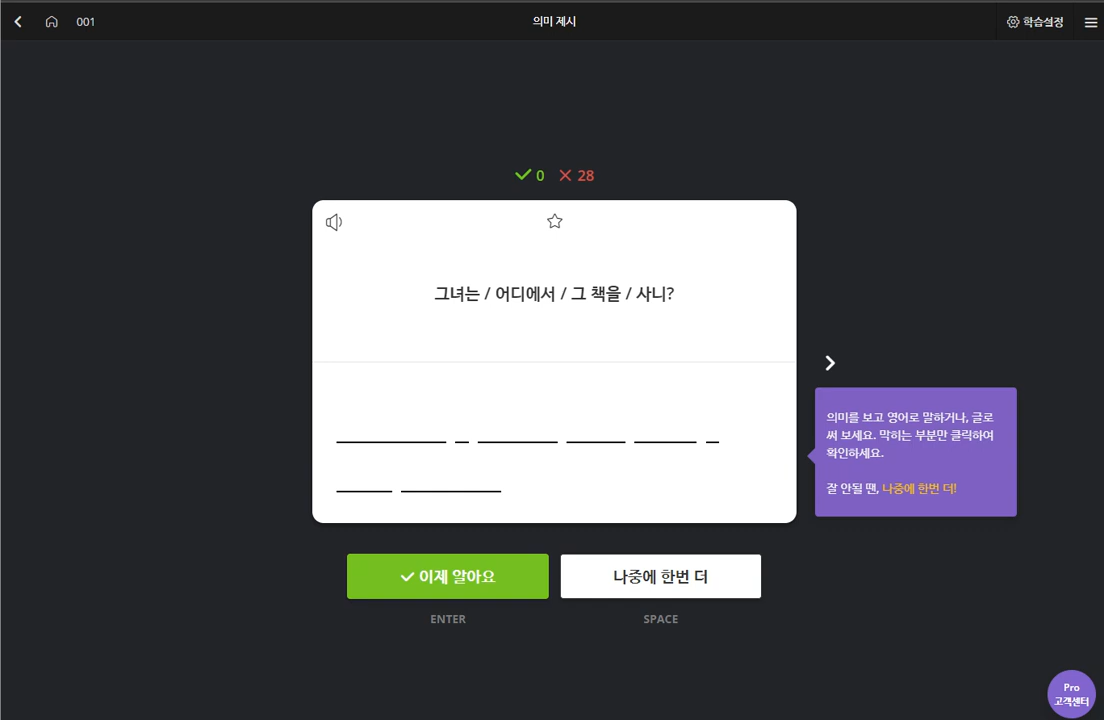 001
의미 제시
학습설정
0
28
그녀는 / 어디에서 / 그 책을 / 사니?
의미를 보고 영어로 말하거나, 글로
써 보세요. 막히는 부분만 클릭하여
확인하세요.
잘 안될 땐, 나중에 한번 더!
이제 알아요
나중에 한번 더
ENTER
SPACE
Pro
고객센터